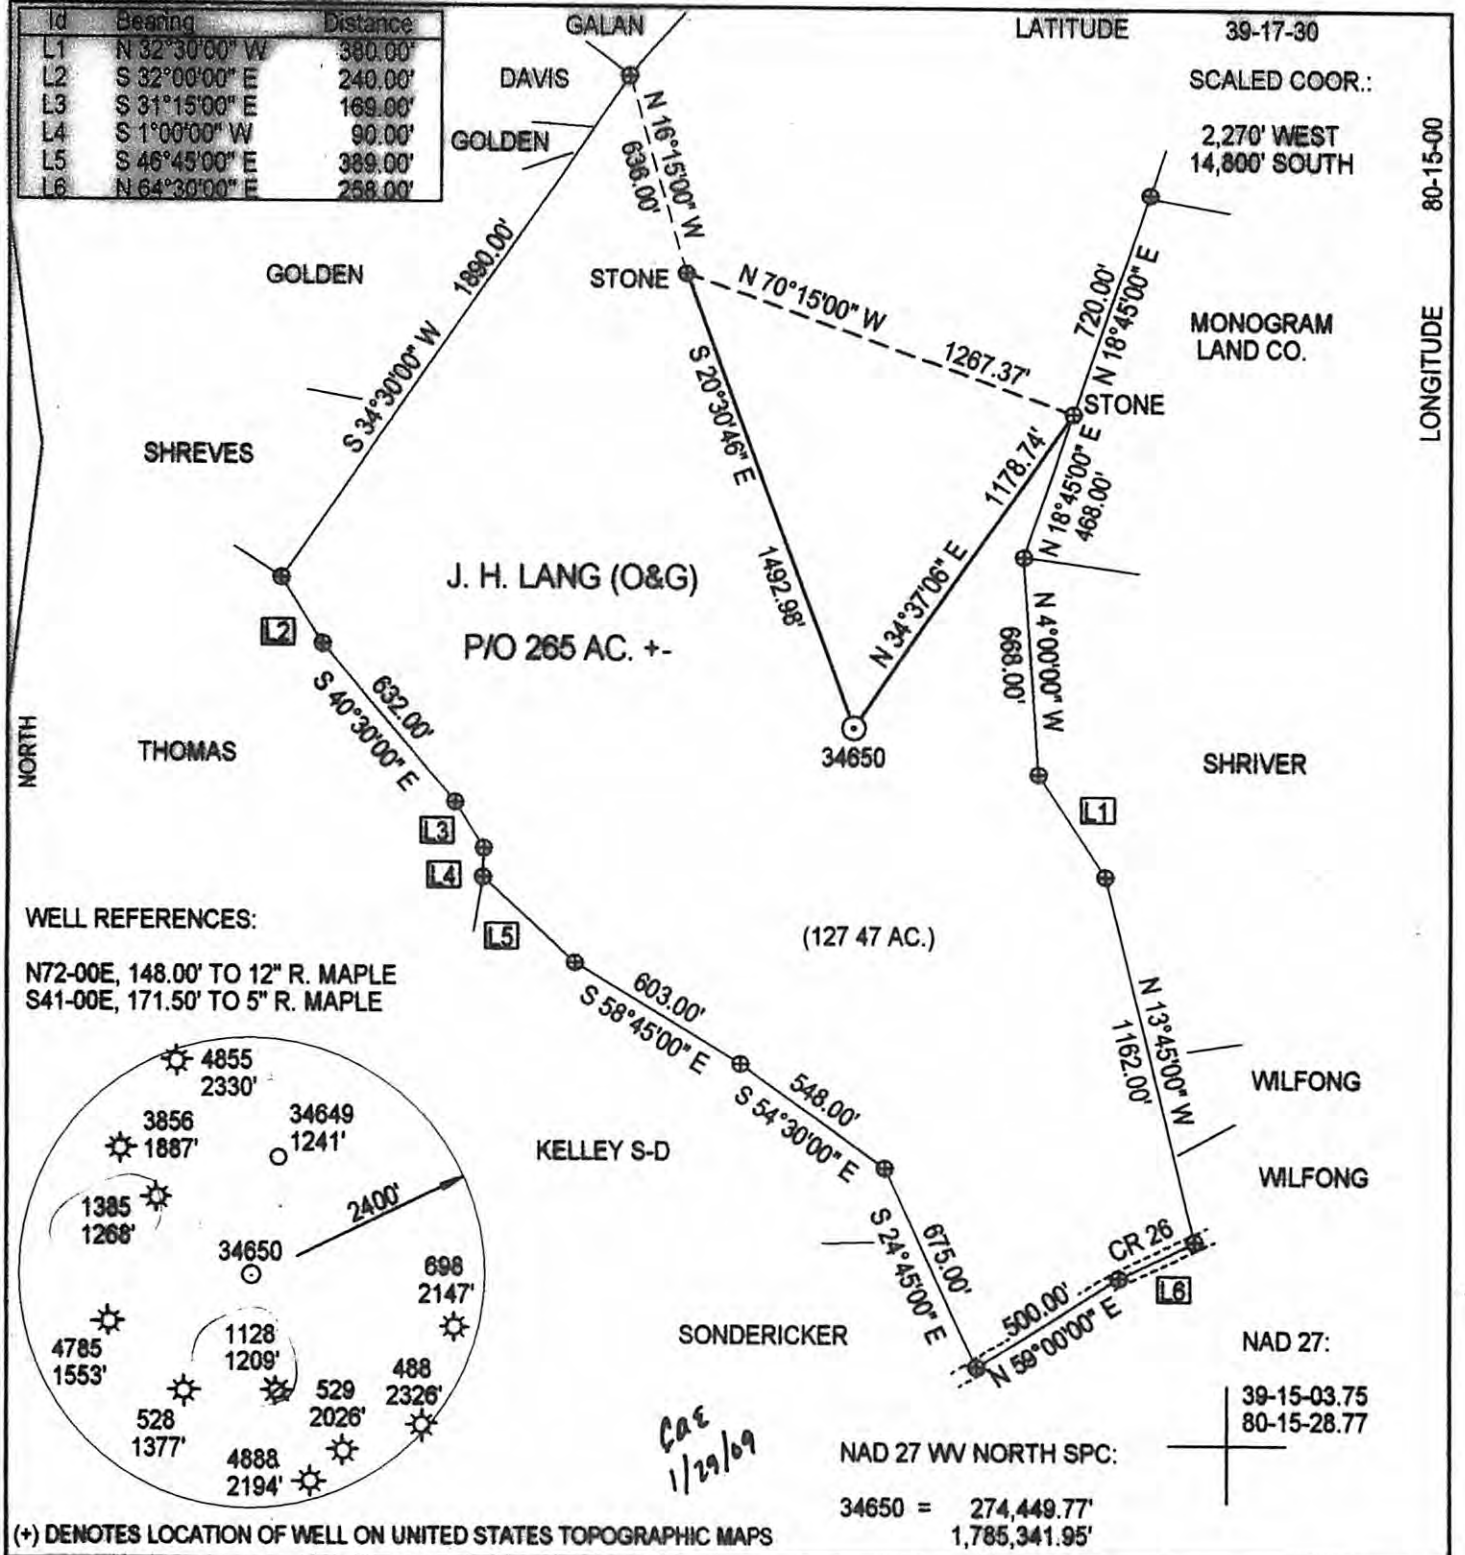 Id Bearing Distance
L1 N 32°30'00" W 380.00'
L2 S 32°00'00" E 240.00'
L3 S 31°15'00" E 169.00'
L4 S 1°00'00" W 90.00'
L5 S 46°45'00" E 389.00'
L6 N 64°30'00" E 258.00'
GALAN
DAVIS
GOLDEN
GOLDEN
SHREVES
THOMAS
NORTH
LATITUDE 39-17-30
SCALED COOR.:
2,270' WEST
14,800' SOUTH
80-15-00
LONGITUDE
N 16°15'00" W
636.00'
1890.00'
S 34°30'00" W
STONE
N 70°15'00" W
1267.37'
720.00'
N 18°45'00" E
MONOGRAM
LAND CO.
STONE
S 20°30'46" E
1492.98'
1178.74'
N 34°37'06" E
N 18°45'00" E
468.00'
J. H. LANG (O&G)
P/O 265 AC. +-
34650
N 4°00'00" W
668.00'
SHRIVER
L1
L2
632.00'
S 40°30'00" E
L3
L4
L5
(127 47 AC.)
N 13°45'00" W
1162.00'
WILFONG
WILFONG
603.00'
S 58°45'00" E
548.00'
S 54°30'00" E
KELLEY S-D
675.00'
S 24°45'00" E
SONDERICKER
CR 26
L6
500.00'
N 59°00'00" E
WELL REFERENCES:
N72-00E, 148.00' TO 12" R. MAPLE
S41-00E, 171.50' TO 5" R. MAPLE
4855
2330'
3856
1887'
34649
1241'
1385
1268'
2400'
34650
698
2147'
4785
1553'
1128
1209'
528
1377'
529
2026'
488
2326'
4888
2194'
CaE
1/29/09
NAD 27:
39-15-03.75
80-15-28.77
NAD 27 WV NORTH SPC:
34650 = 274,449.77'
1,785,341.95'
(+) DENOTES LOCATION OF WELL ON UNITED STATES TOPOGRAPHIC MAPS